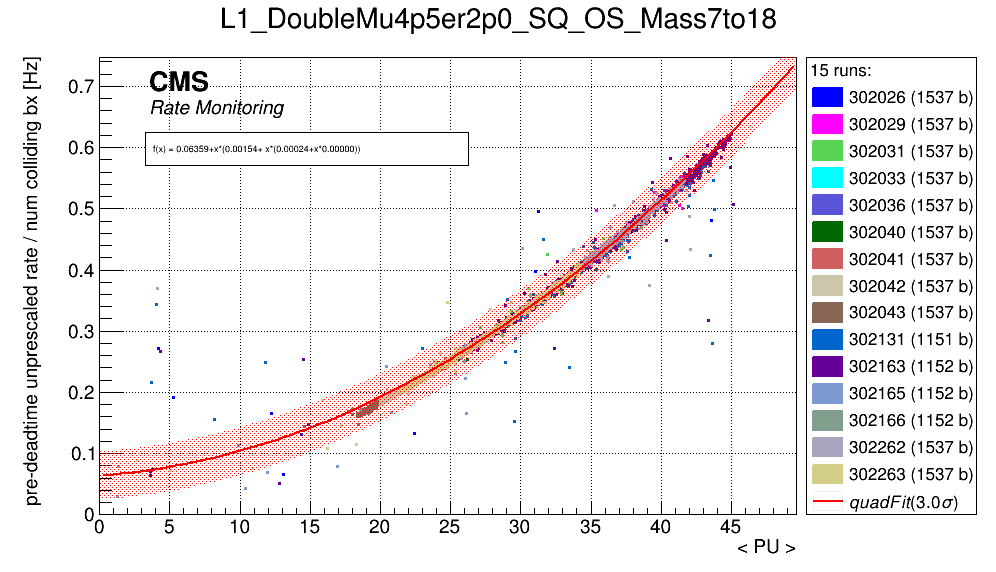 L1_DoubleMu4p5er2p0_SQ_OS_Mass7to18
pre-deadtime unprescaled rate / num colliding bx [Hz]
CMS
Rate Monitoring
f(x) = 0.06359+x*(0.00154+ x*(0.00024+x*0.00000))
0.7
0.6
0.5
0.4
0.3
0.2
0.1
0
0 5 10 15 20 25 30 35 40 45
< PU >
15 runs:
302026 (1537 b)
302029 (1537 b)
302031 (1537 b)
302033 (1537 b)
302036 (1537 b)
302040 (1537 b)
302041 (1537 b)
302042 (1537 b)
302043 (1537 b)
302131 (1151 b)
302163 (1152 b)
302165 (1152 b)
302166 (1152 b)
302262 (1537 b)
302263 (1537 b)
quadFit(3.0σ)